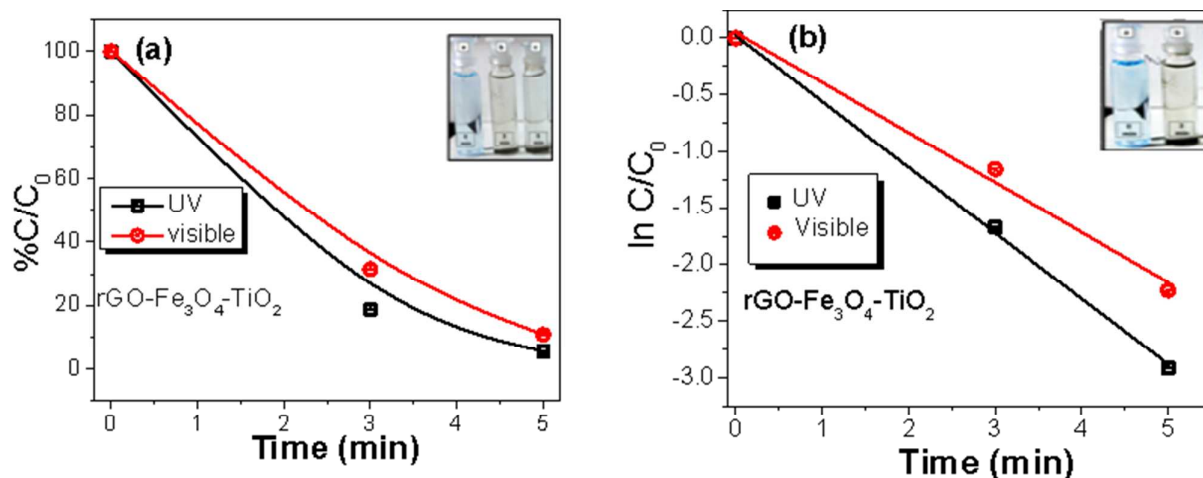 (a)
100
80
60
40
20
0
%C/C₀
UV
visible
rGO-Fe₃O₄-TiO₂
0 1 2 3 4 5
Time (min)
(b)
0.0
-0.5
-1.0
-1.5
-2.0
-2.5
-3.0
ln C/C₀
UV
Visible
rGO-Fe₃O₄-TiO₂
0 1 2 3 4 5
Time (min)